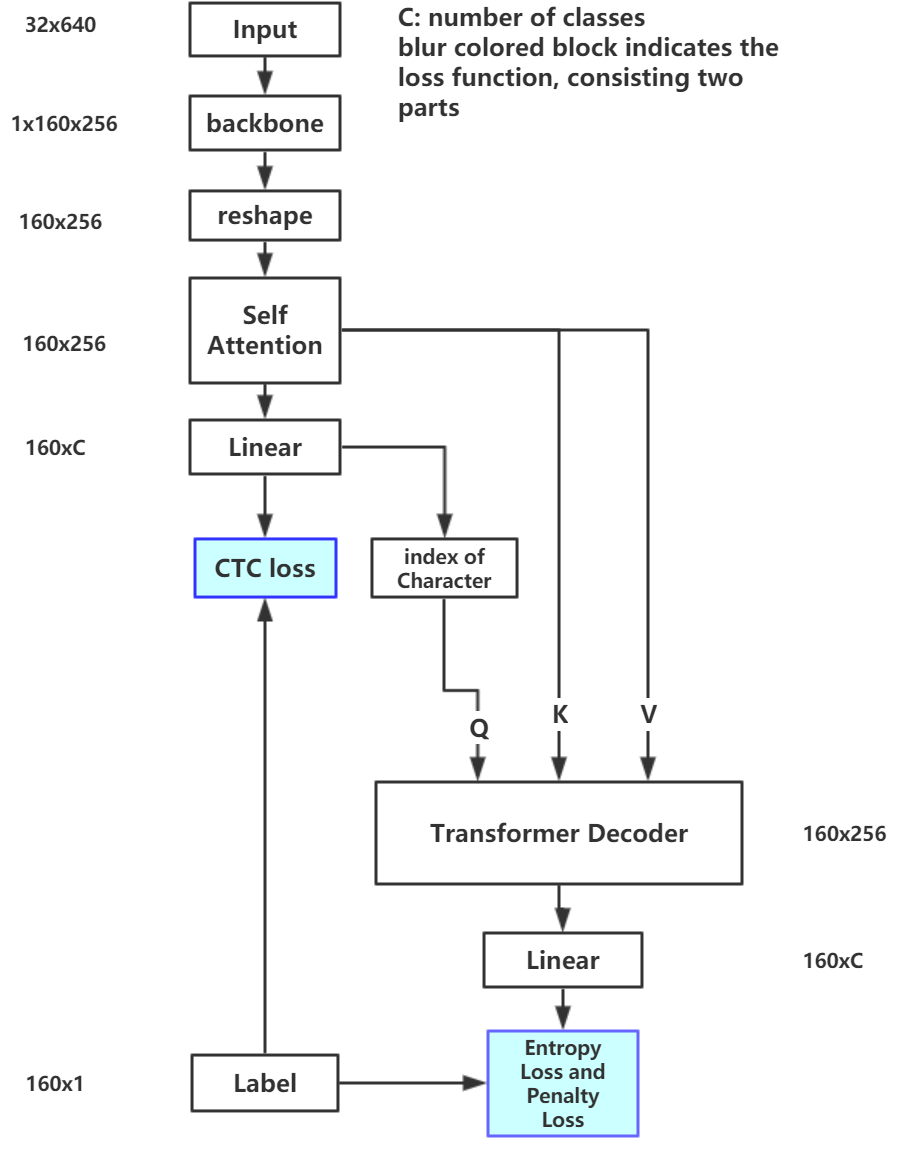 32x640
Input
C: number of classes
blur colored block indicates the
loss function, consisting two
parts
1x160x256
backbone
160x256
reshape
160x256
Self
Attention
160xC
Linear
CTC loss
index of
Character
Q
K
V
Transformer Decoder
160x256
Linear
160xC
160x1
Label
Entropy
Loss and
Penalty
Loss